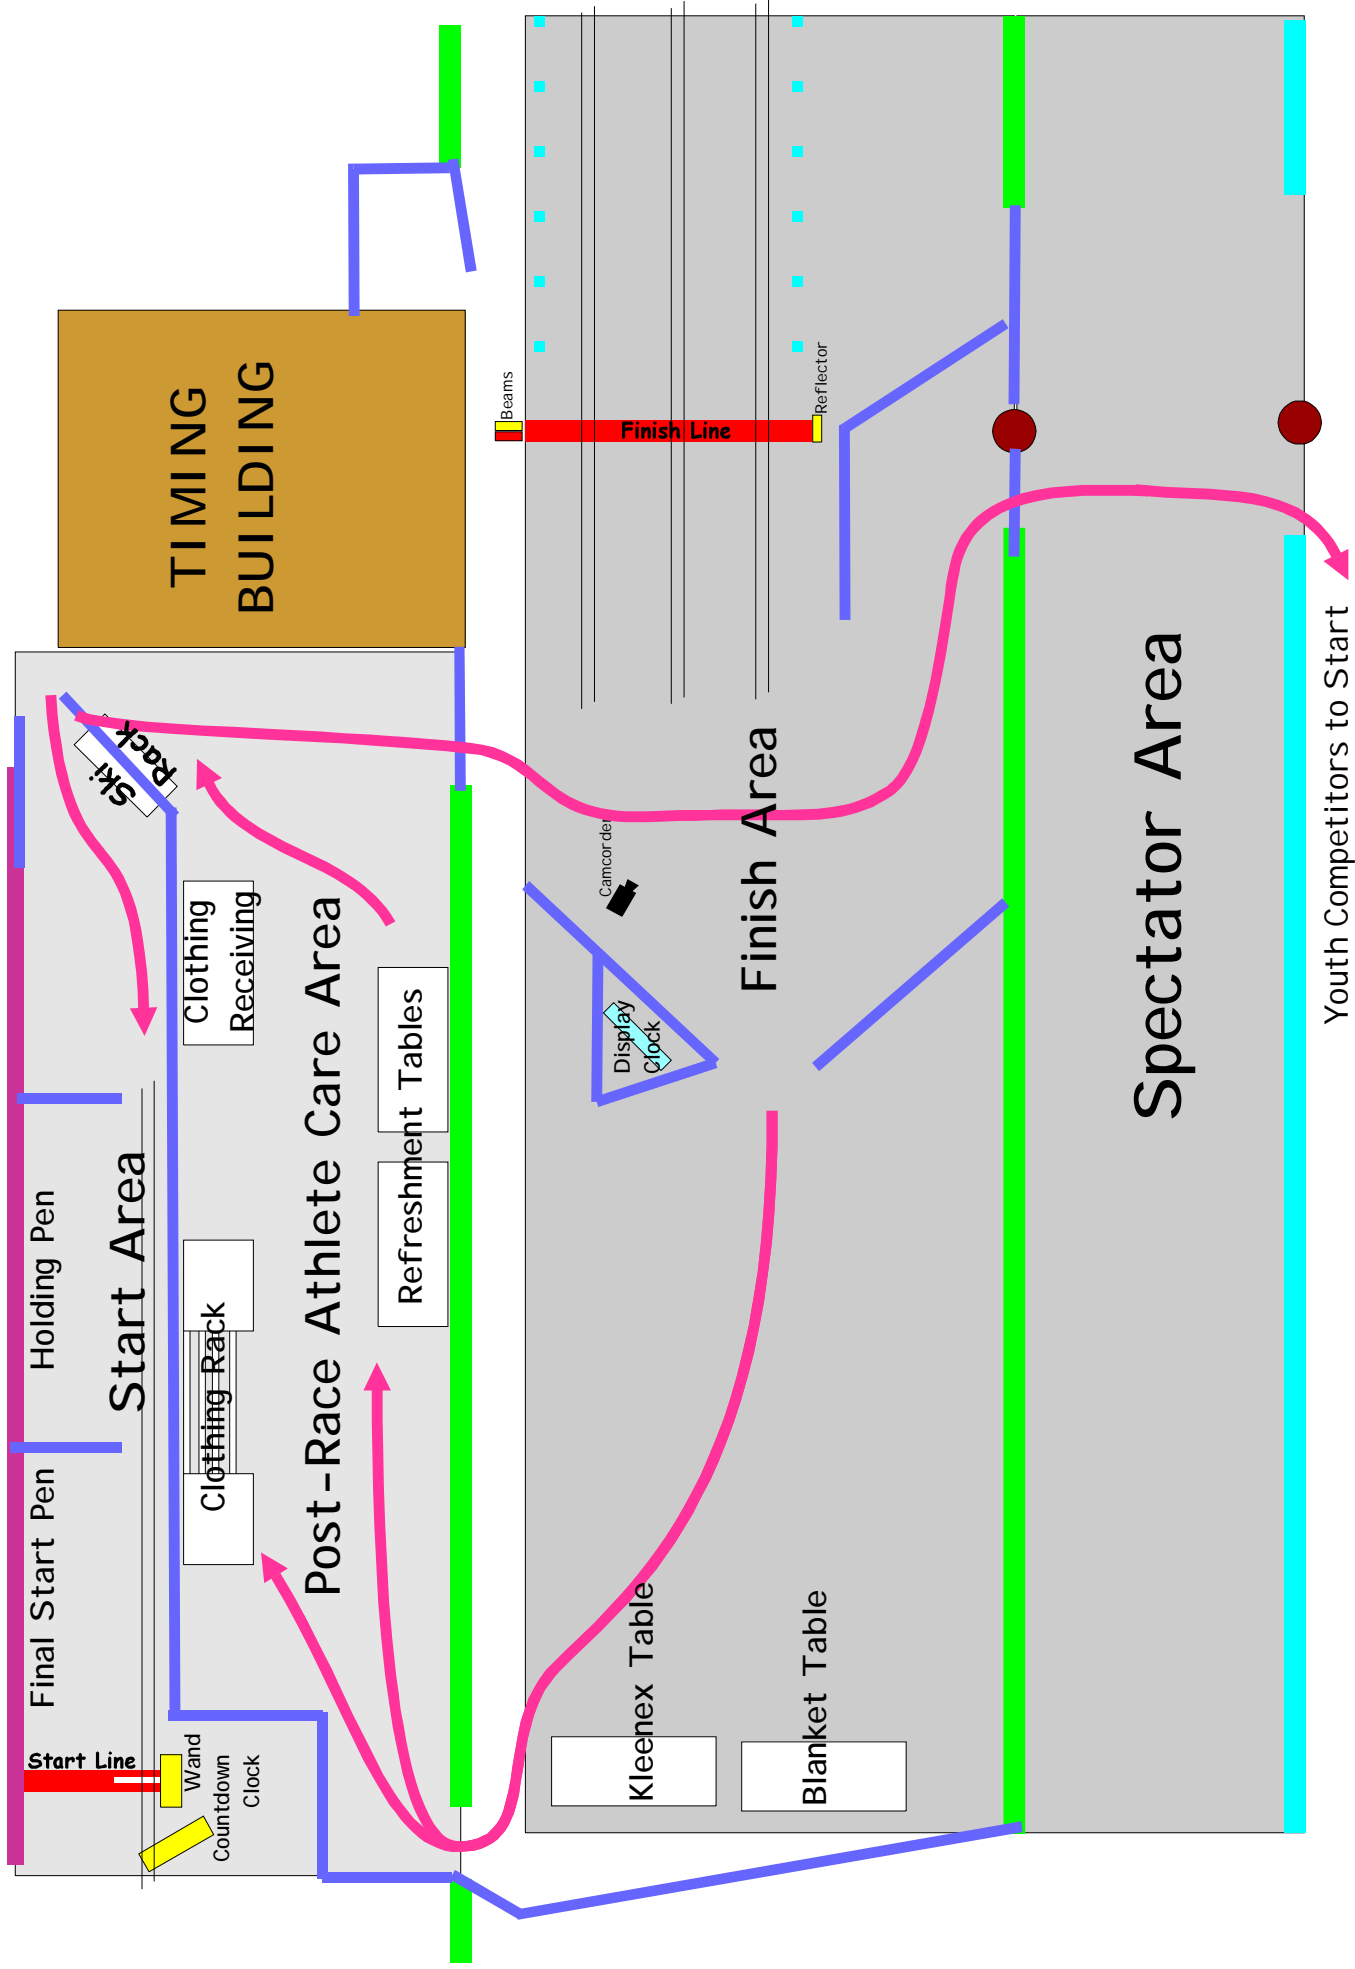 TIMING
BUILDING
Beams
Finish Line
Reflector
Ski
Rack
Clothing
Receiving
Camcorder
Display
Clock
Finish Area
Spectator Area
Youth Competitors to Start
Post-Race Athlete Care Area
Refreshment Tables
Holding Pen
Start Area
Clothing Rack
Final Start Pen
Start Line
Wand
Countdown
Clock
Kleenex Table
Blanket Table